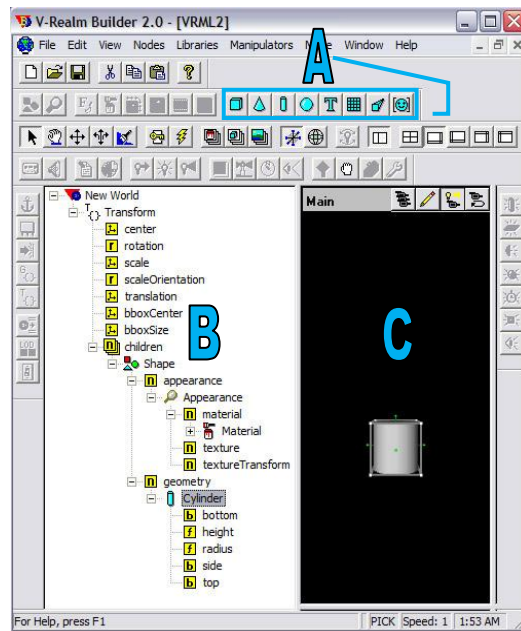 V-Realm Builder 2.0 - [VRML2]
File Edit View Nodes Libraries Manipulators Window Help
A
New World
Main
Transform
center
rotation
scale
scaleOrientation
translation
bboxCenter
bboxSize
B
C
children
Shape
appearance
Appearance
material
Material
texture
textureTransform
geometry
Cylinder
bottom
height
radius
side
top
For Help, press F1
PICK Speed: 1 1:53 AM